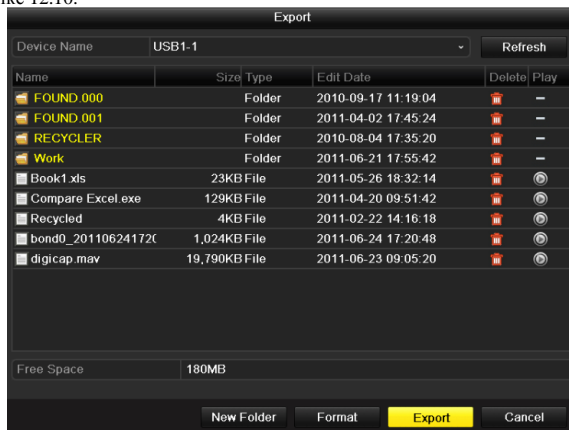 like 12.10.
Export
Device Name USB1-1 Refresh
Name Size Type Edit Date Delete Play
FOUND.000 Folder 2010-09-17 11:19:04 –
FOUND.001 Folder 2011-04-02 17:45:24 –
RECYCLER Folder 2010-08-04 17:35:20 –
Work Folder 2011-06-21 17:55:42 –
Book1.xls 23KB File 2011-05-26 18:32:14
Compare Excel.exe 129KB File 2011-04-20 09:51:42
Recycled 4KB File 2011-02-22 14:16:18
bond0_201106241720 1,024KB File 2011-06-24 17:20:48
digicap.mav 19,790KB File 2011-06-23 09:05:20
Free Space 180MB
New Folder Format Export Cancel